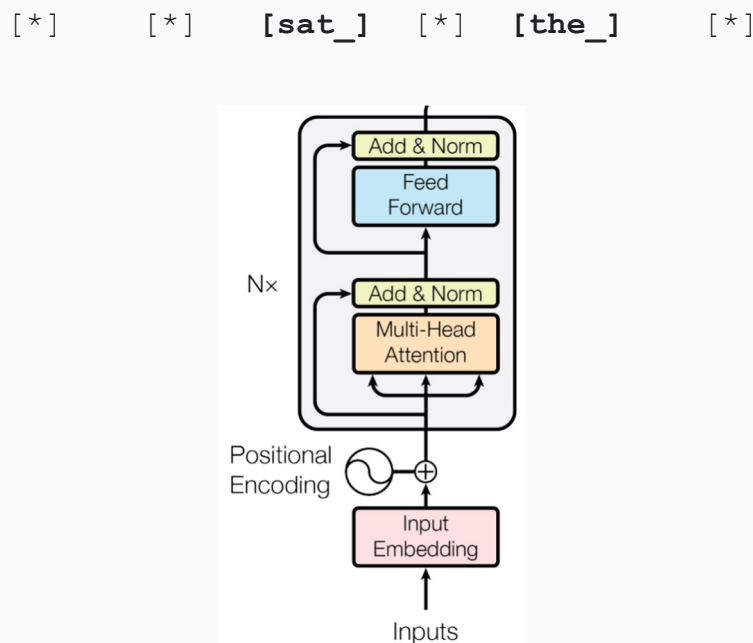 [*] [*] [sat_] [*] [the_] [*]
Add & Norm
Feed
Forward
Nx
Add & Norm
Multi-Head
Attention
Positional
Encoding
Input
Embedding
Inputs